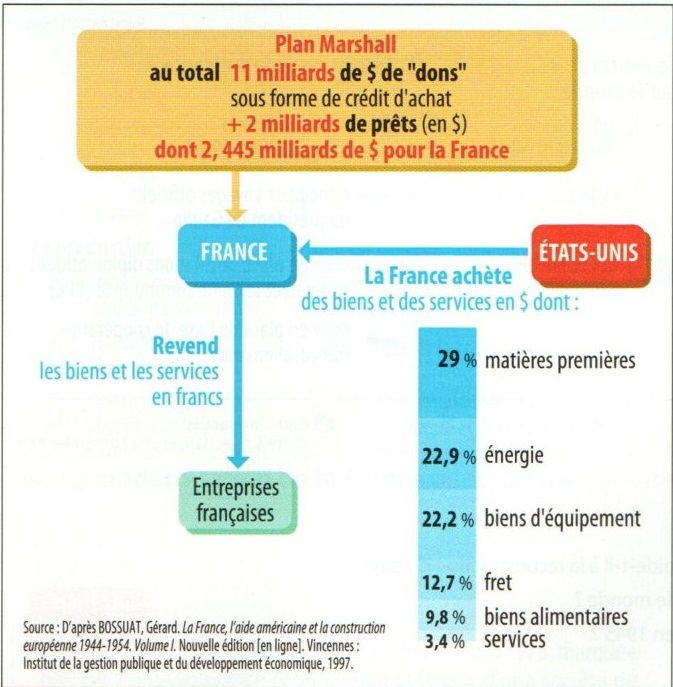 Plan Marshall
au total 11 milliards de $ de "dons"
sous forme de crédit d'achat
+ 2 milliards de prêts (en $)
dont 2, 445 milliards de $ pour la France
FRANCE
ÉTATS-UNIS
La France achète
des biens et des services en $ dont :
Revend
les biens et les services
en francs
Entreprises
françaises
29 % matières premières
22,9 % énergie
22,2 % biens d'équipement
12,7 % fret
9,8 % biens alimentaires
3,4 % services
Source : D'après BOSSUAT, Gérard. La France, l'aide américaine et la construction
européenne 1944-1954. Volume I. Nouvelle édition [en ligne]. Vincennes :
Institut de la gestion publique et du développement économique, 1997.